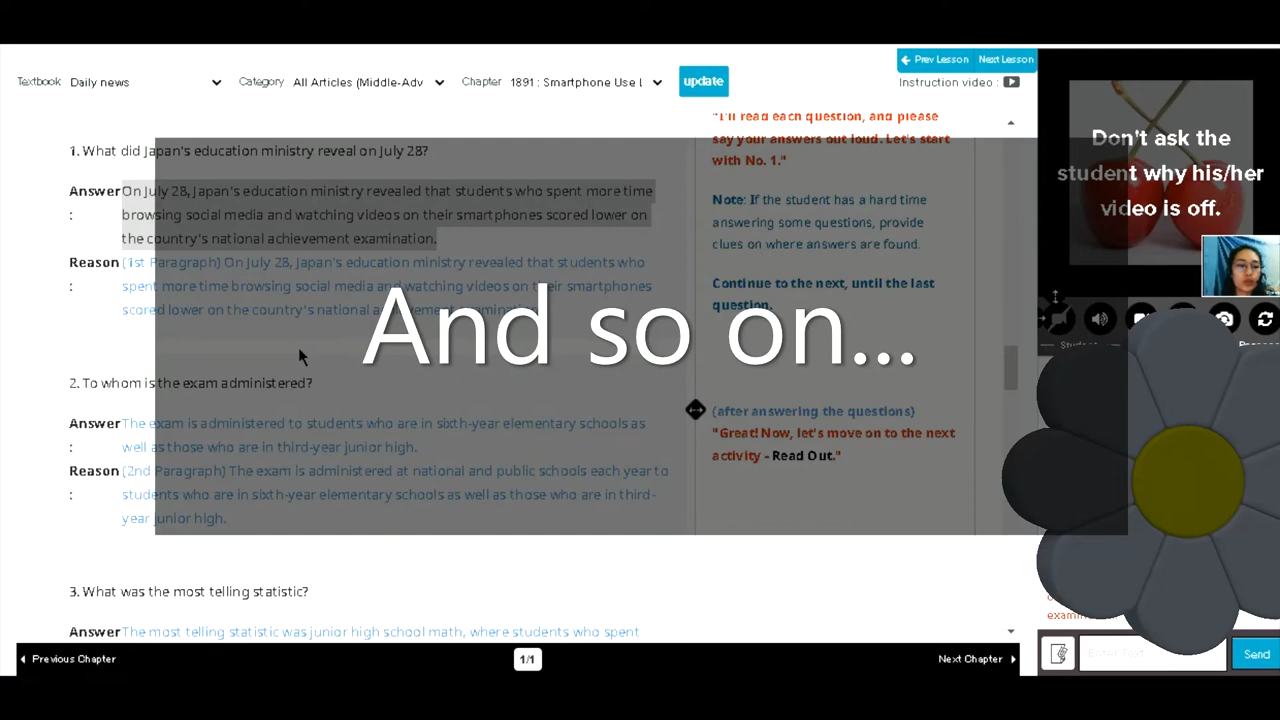 Prev Lesson Next Lesson
Textbook Daily news Category All Articles (Middle-Adv Chapter 1891 : Smartphone Use L update Instruction video :
"I'll read each question, and please
say your answers out loud. Let's start
with No. 1."
1. What did Japan's education ministry reveal on July 28?
Answer On July 28, Japan's education ministry revealed that students who spent more time
: browsing social media and watching videos on their smartphones scored lower on
the country's national achievement examination.
Reason (1st Paragraph) On July 28, Japan's education ministry revealed that students who
: spent more time browsing social media and watching videos on their smartphones
scored lower on the country's national achievement examination.
Note: If the student has a hard time
answering some questions, provide
clues on where answers are found.
Continue to the next, until the last
question.
And so on...
2. To whom is the exam administered?
Answer The exam is administered to students who are in sixth-year elementary schools as
: well as those who are in third-year junior high.
Reason (2nd Paragraph) The exam is administered at national and public schools each year to
: students who are in sixth-year elementary schools as well as those who are in third-
year junior high.
(after answering the questions)
"Great! Now, let's move on to the next
activity - Read Out."
3. What was the most telling statistic?
Answer The most telling statistic was junior high school math, where students who spent
Previous Chapter 1/1 Next Chapter
Don't ask the
student why his/her
video is off.
Enter Text
Send